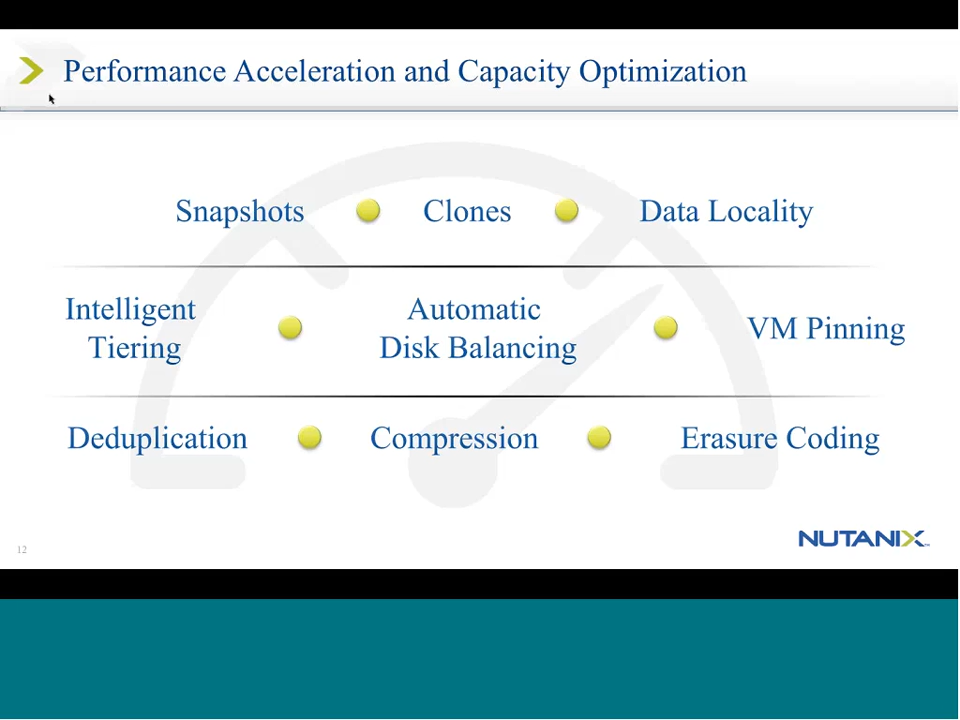 Performance Acceleration and Capacity Optimization
Snapshots Clones Data Locality
Intelligent Tiering
Automatic Disk Balancing
VM Pinning
Deduplication Compression Erasure Coding
12
NUTANIX